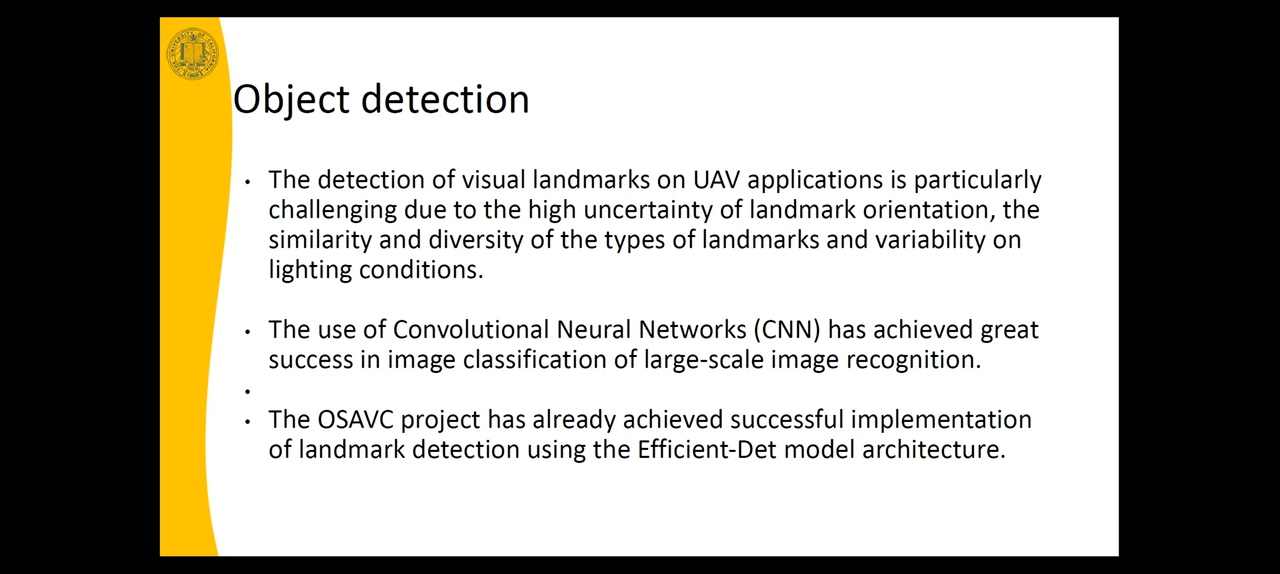 Object detection
• The detection of visual landmarks on UAV applications is particularly
challenging due to the high uncertainty of landmark orientation, the
similarity and diversity of the types of landmarks and variability on
lighting conditions.
• The use of Convolutional Neural Networks (CNN) has achieved great
success in image classification of large-scale image recognition.
•
• The OSAVC project has already achieved successful implementation
of landmark detection using the Efficient-Det model architecture.